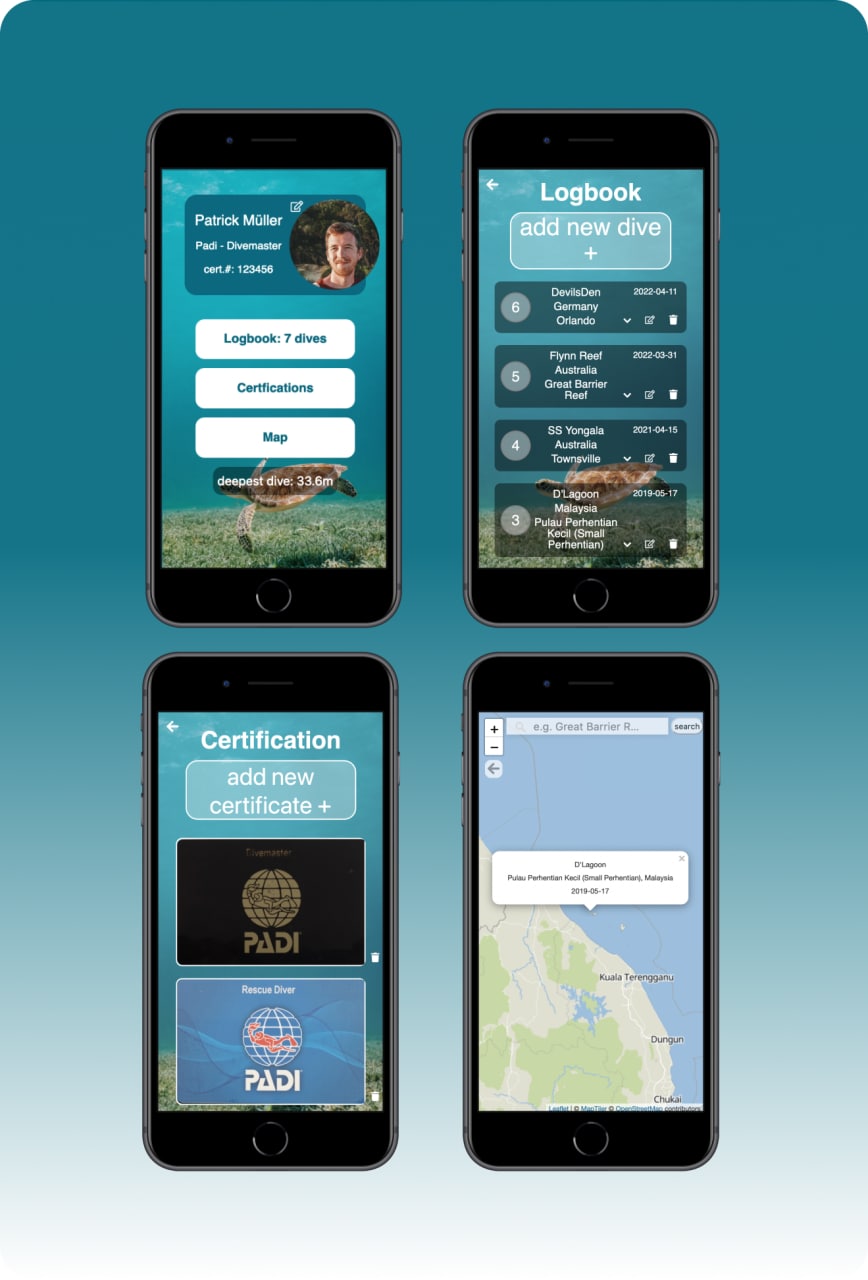 Patrick Müller
Padi - Divemaster
cert.#: 123456
Logbook: 7 dives
Certfications
Map
deepest dive: 33.6m
Logbook
add new dive
+
6
DevilsDen
Germany
Orlando
2022-04-11
5
Flynn Reef
Australia
Great Barrier
Reef
2022-03-31
4
SS Yongala
Australia
Townsville
2021-04-15
3
D'Lagoon
Malaysia
Pulau Perhentian
Kecil (Small
Perhentian)
2019-05-17
Certification
add new
certificate +
Divemaster
PADI
Rescue Diver
PADI
+
−
e.g. Great Barrier R...
search
D'Lagoon
×
Pulau Perhentian Kecil (Small Perhentian), Malaysia
2019-05-17
Kuala Terengganu
Dungun
Chukai
Leaflet | © MapTiler © OpenStreetMap contributors